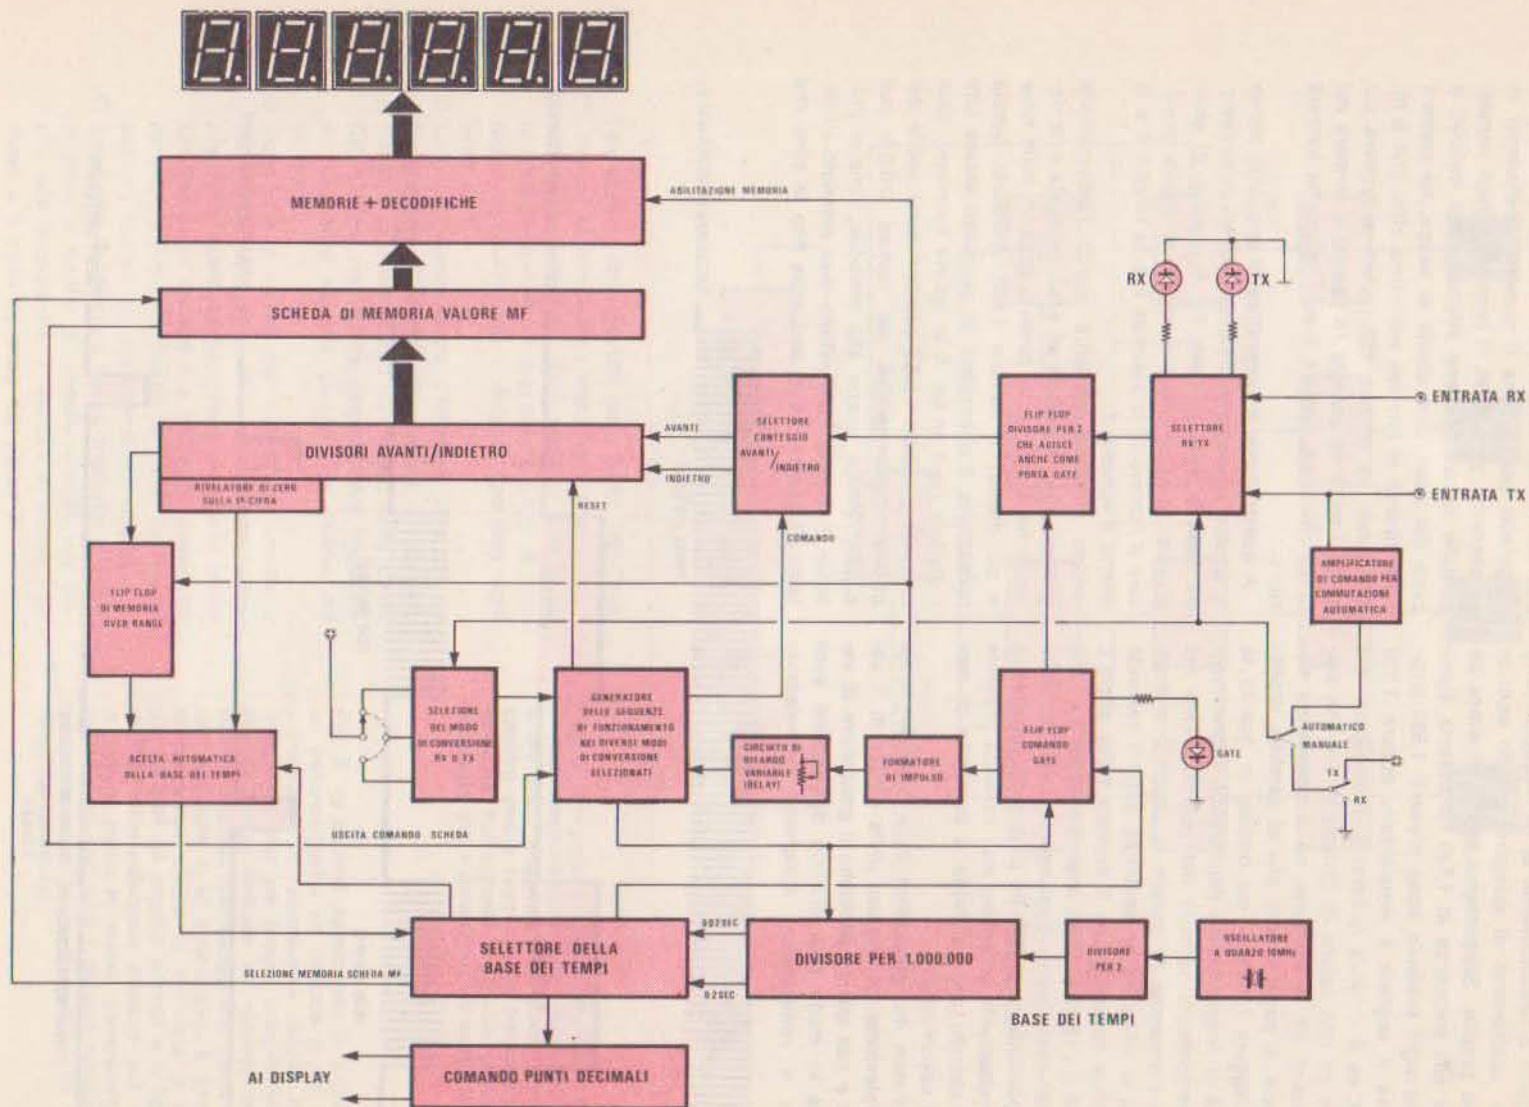 MEMORIE + DECODIFICHE
ABILITAZIONE MEMORIA
SCHEDA DI MEMORIA VALORE MF
RX
TX
DIVISORI AVANTI/INDIETRO
RIVELATORE DI ZERO
SULLA 1ª CIFRA
AVANTI
INDIETRO
RESET
SELETTORE
CONTEGGIO
AVANTI/
INDIETRO
FLIP FLOP
DIVISORE PER 2
CHE AGISCE
ANCHE COME
PORTA GATE
SELETTORE
RX-TX
ENTRATA RX
ENTRATA TX
COMANDO
FLIP FLOP
DI MEMORIA
OVER RANGE
AMPLIFICATORE
DI COMANDO PER
COMMUTAZIONE
AUTOMATICA
SELEZIONE
DEL MODO
DI CONVERSIONE
RX O TX
GENERATORE
DELLE SEQUENZE
DI FUNZIONAMENTO
NEI DIVERSI MODI
DI CONVERSIONE
SELEZIONATI
CIRCUITO DI
RITARDO
VARIABILE
(DELAY)
FORMATORE
DI IMPULSO
FLIP FLOP
COMANDO
GATE
GATE
AUTOMATICO
MANUALE
TX
RX
SCELTA AUTOMATICA
DELLA BASE DEI TEMPI
USCITA COMANDO SCHEDA
SELEZIONE MEMORIA SCHEDA MF
SELETTORE DELLA
BASE DEI TEMPI
0,02 SEC
0,2 SEC
DIVISORE PER 1.000.000
DIVISORE
PER 2
OSCILLATORE
A QUARZO 10MHz
BASE DEI TEMPI
AI DISPLAY
COMANDO PUNTI DECIMALI